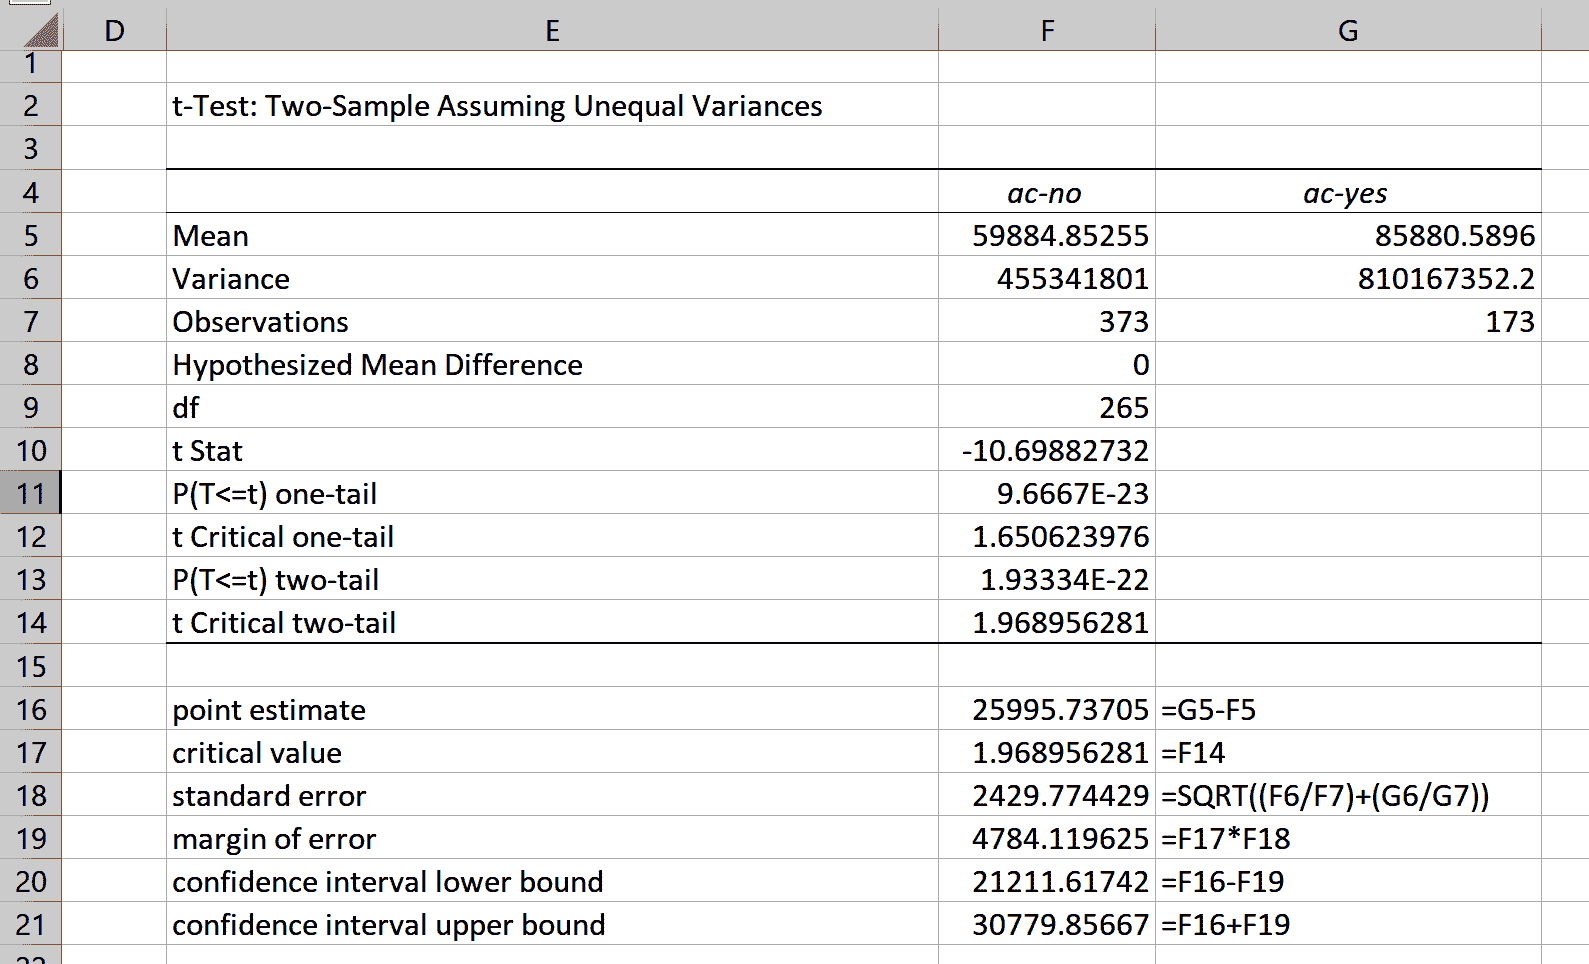 D E F G
1
2 t-Test: Two-Sample Assuming Unequal Variances
3
4 ac-no ac-yes
5 Mean 59884.85255 85880.5896
6 Variance 455341801 810167352.2
7 Observations 373 173
8 Hypothesized Mean Difference 0
9 df 265
10 t Stat -10.69882732
11 P(T<=t) one-tail 9.6667E-23
12 t Critical one-tail 1.650623976
13 P(T<=t) two-tail 1.93334E-22
14 t Critical two-tail 1.968956281
15
16 point estimate 25995.73705 =G5-F5
17 critical value 1.968956281 =F14
18 standard error 2429.774429 =SQRT((F6/F7)+(G6/G7))
19 margin of error 4784.119625 =F17*F18
20 confidence interval lower bound 21211.61742 =F16-F19
21 confidence interval upper bound 30779.85667 =F16+F19